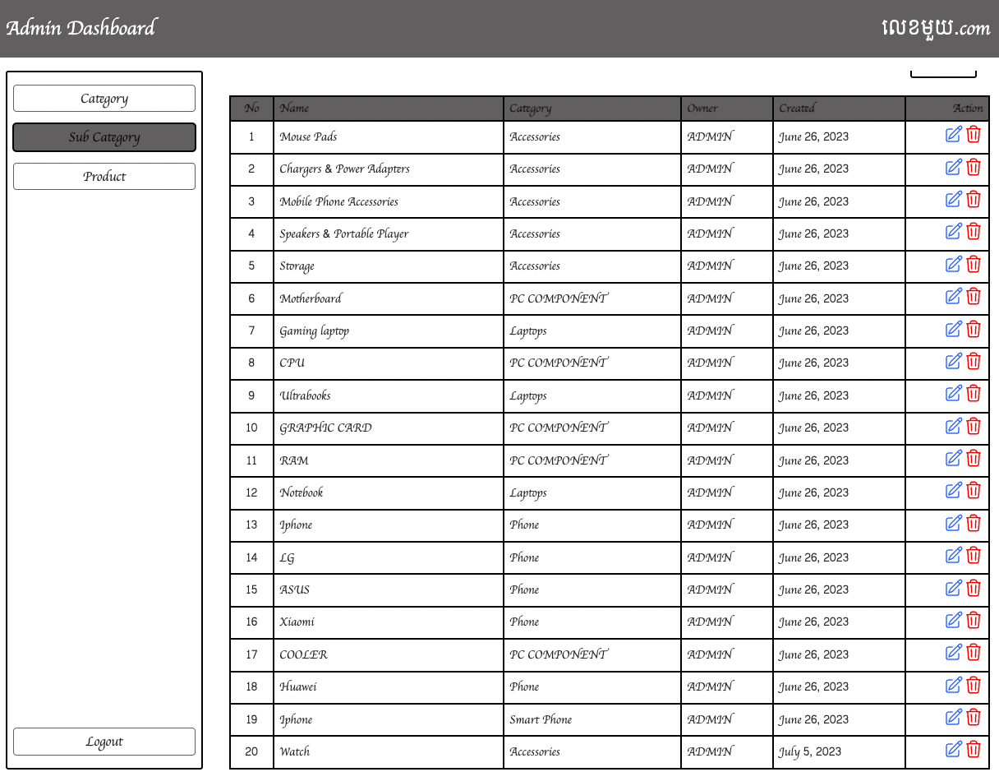 Admin Dashboard
លេខមួយ.com
Category
Sub Category
Product
Logout
No Name Category Owner Created Action
1 Mouse Pads Accessories ADMIN June 26, 2023
2 Chargers & Power Adapters Accessories ADMIN June 26, 2023
3 Mobile Phone Accessories Accessories ADMIN June 26, 2023
4 Speakers & Portable Player Accessories ADMIN June 26, 2023
5 Storage Accessories ADMIN June 26, 2023
6 Motherboard PC COMPONENT ADMIN June 26, 2023
7 Gaming laptop Laptops ADMIN June 26, 2023
8 CPU PC COMPONENT ADMIN June 26, 2023
9 Ultrabooks Laptops ADMIN June 26, 2023
10 GRAPHIC CARD PC COMPONENT ADMIN June 26, 2023
11 RAM PC COMPONENT ADMIN June 26, 2023
12 Notebook Laptops ADMIN June 26, 2023
13 Iphone Phone ADMIN June 26, 2023
14 LG Phone ADMIN June 26, 2023
15 ASUS Phone ADMIN June 26, 2023
16 Xiaomi Phone ADMIN June 26, 2023
17 COOLER PC COMPONENT ADMIN June 26, 2023
18 Huawei Phone ADMIN June 26, 2023
19 Iphone Smart Phone ADMIN June 26, 2023
20 Watch Accessories ADMIN July 5, 2023